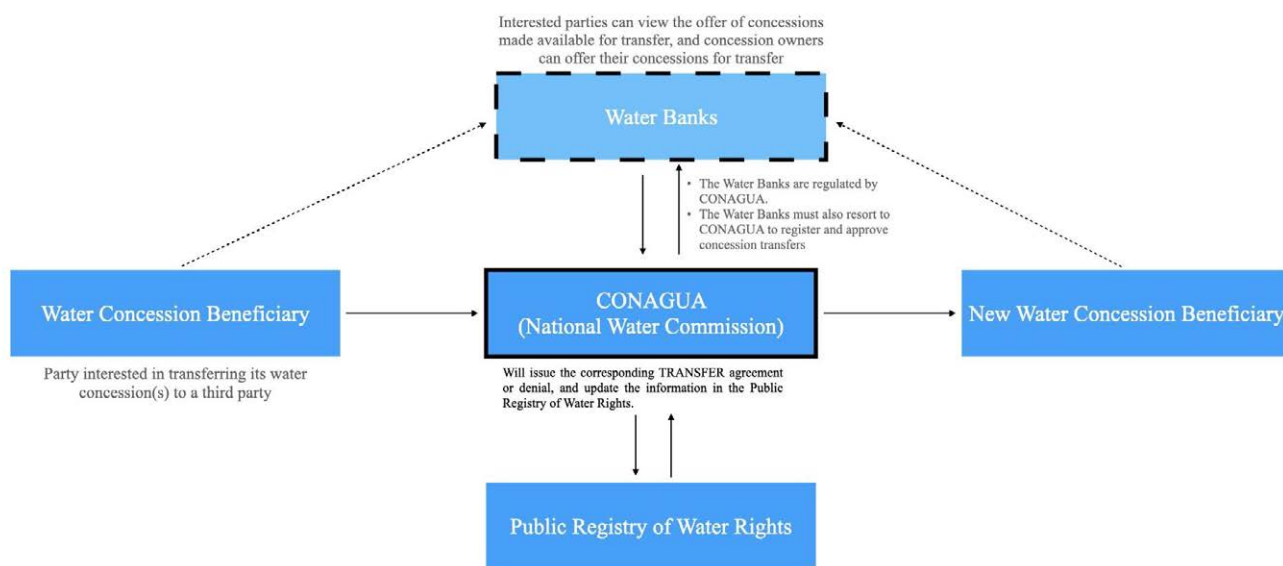 Interested parties can view the offer of concessions
made available for transfer, and concession owners
can offer their concessions for transfer
Water Banks
• The Water Banks are regulated by
CONAGUA.
• The Water Banks must also resort to
CONAGUA to register and approve
concession transfers
Water Concession Beneficiary
CONAGUA
(National Water Commission)
New Water Concession Beneficiary
Party interested in transferring its water
concession(s) to a third party
Will issue the corresponding TRANSFER agreement
or denial, and update the information in the Public
Registry of Water Rights.
Public Registry of Water Rights